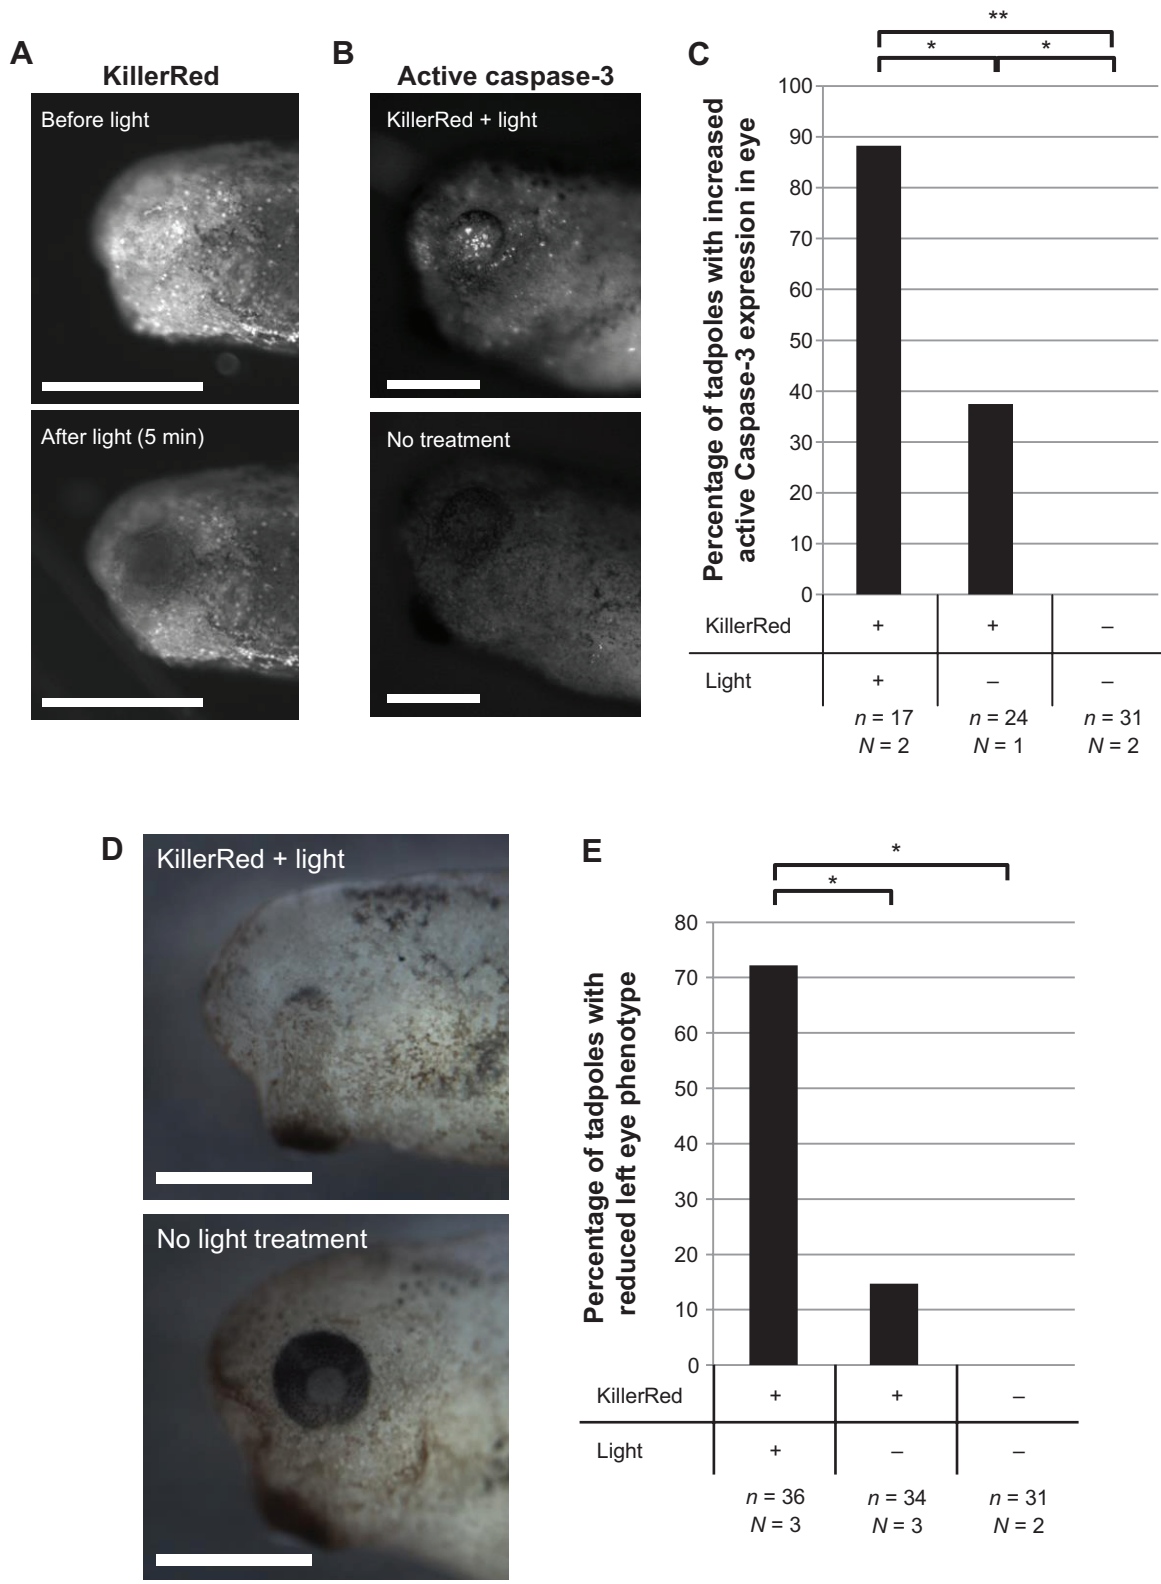 A
KillerRed
Before light
After light (5 min)
B
Active caspase-3
KillerRed + light
No treatment
C
**
* *
Percentage of tadpoles with increased
active Caspase-3 expression in eye
100
90
80
70
60
50
40
30
20
10
0
KillerRed + + –
Light + – –
n = 17 n = 24 n = 31
N = 2 N = 1 N = 2
D
KillerRed + light
No light treatment
E
*
*
Percentage of tadpoles with
reduced left eye phenotype
80
70
60
50
40
30
20
10
0
KillerRed + + –
Light + – –
n = 36 n = 34 n = 31
N = 3 N = 3 N = 2